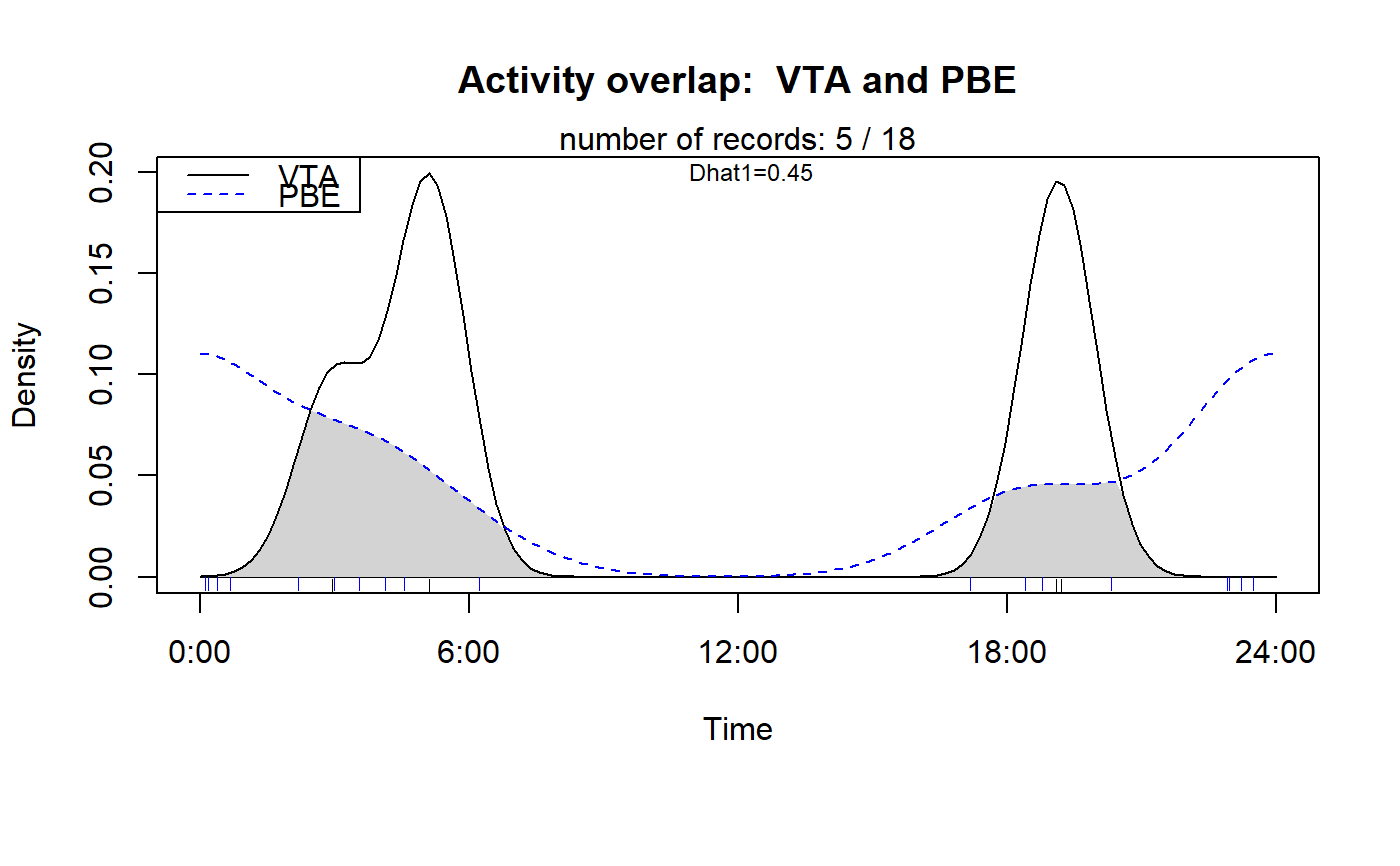 Activity overlap:  VTA and PBE
number of records: 5 / 18
Dhat1=0.45
VTA
PBE
Density
0.20
0.15
0.10
0.05
0.00
0:00 6:00 12:00 18:00 24:00
Time